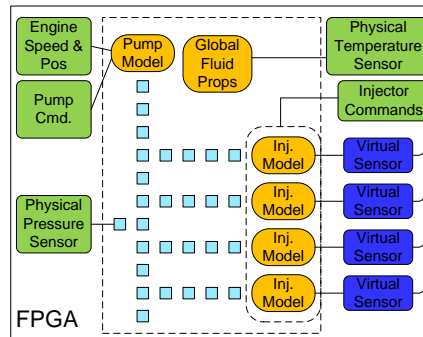 Engine
Speed &
Pos
Pump Model
Global
Fluid
Props
Physical
Temperature
Sensor
Pump
Cmd.
Injector
Commands
Inj.
Model
Virtual
Sensor
Physical
Pressure
Sensor
Inj.
Model
Virtual
Sensor
Inj.
Model
Virtual
Sensor
Inj.
Model
Virtual
Sensor
FPGA